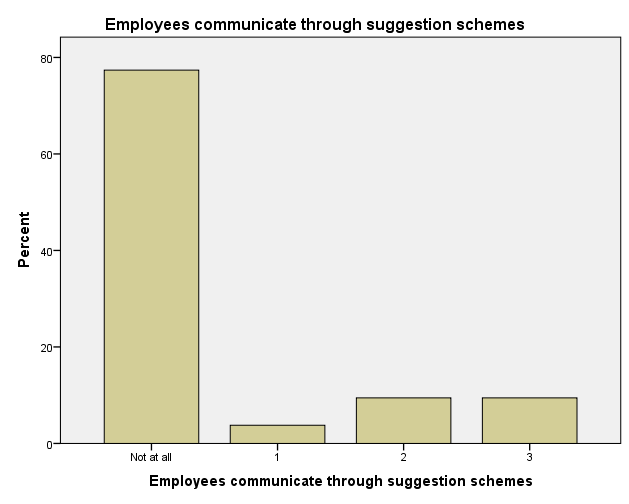 Employees communicate through suggestion schemes
80
60
40
20
0
Percent
Not at all
1
2
3
Employees communicate through suggestion schemes